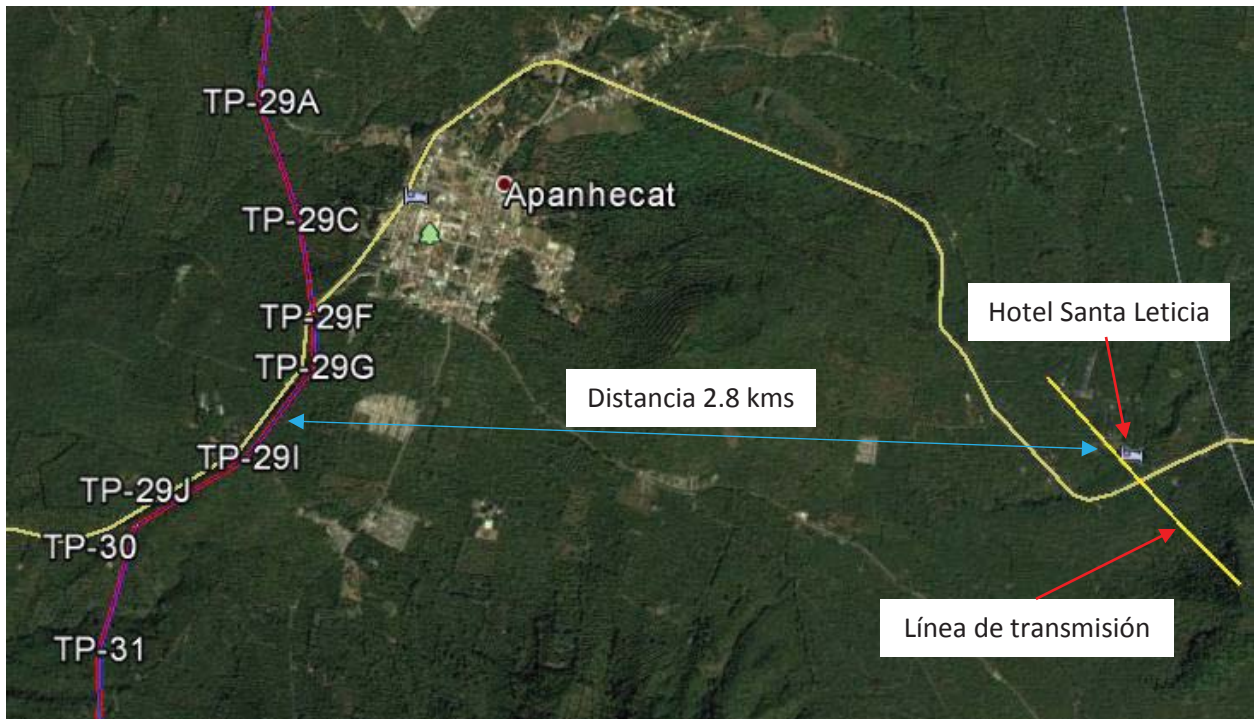 TP-29A
Apanhecat
TP-29C
TP-29F
Hotel Santa Leticia
TP-29G
Distancia 2.8 kms
TP-29I
TP-29J
TP-30
Línea de transmisión
TP-31